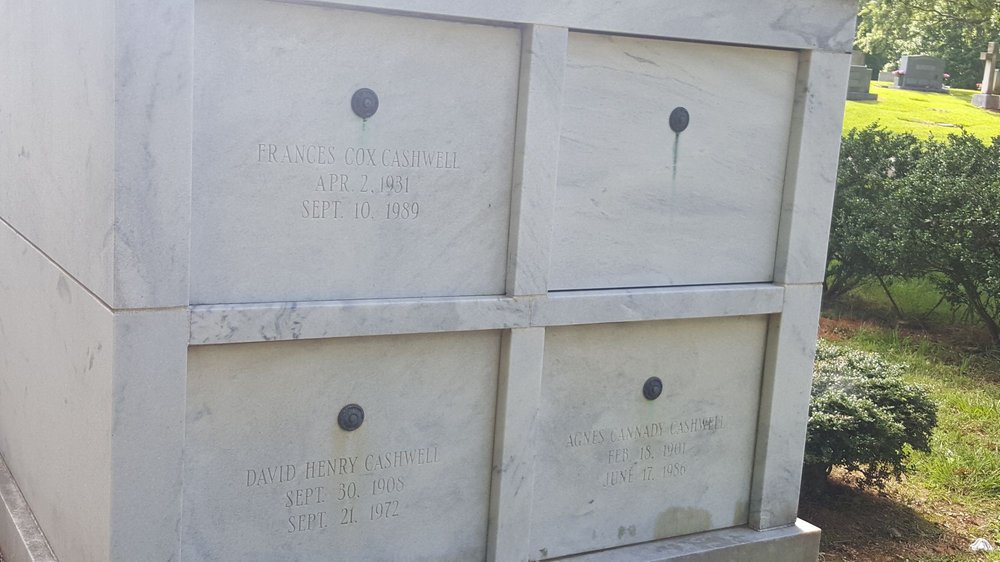 FRANCES COX CASHWELL
APR. 2, 1931
SEPT. 10, 1989
DAVID HENRY CASHWELL
SEPT. 30, 1908
SEPT. 21, 1972
AGNES CANNADY CASHWELL
FEB. 18, 1901
JUNE 17, 1986